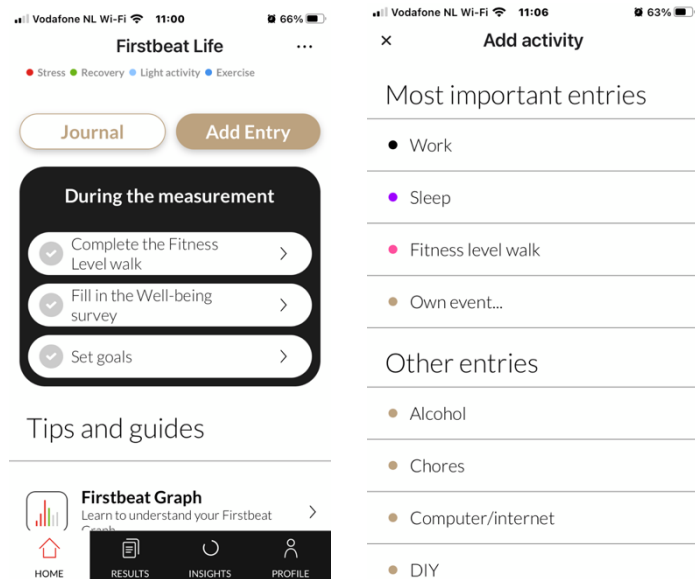 Vodafone NL Wi-Fi 11:00 66%
Firstbeat Life
Stress Recovery Light activity Exercise
Journal Add Entry
During the measurement
Complete the Fitness
Level walk
Fill in the Well-being
survey
Set goals
Tips and guides
Firstbeat Graph
Learn to understand your Firstbeat
Graph
HOME RESULTS INSIGHTS PROFILE
Vodafone NL Wi-Fi 11:06 63%
× Add activity
Most important entries
Work
Sleep
Fitness level walk
Own event...
Other entries
Alcohol
Chores
Computer/internet
DIY